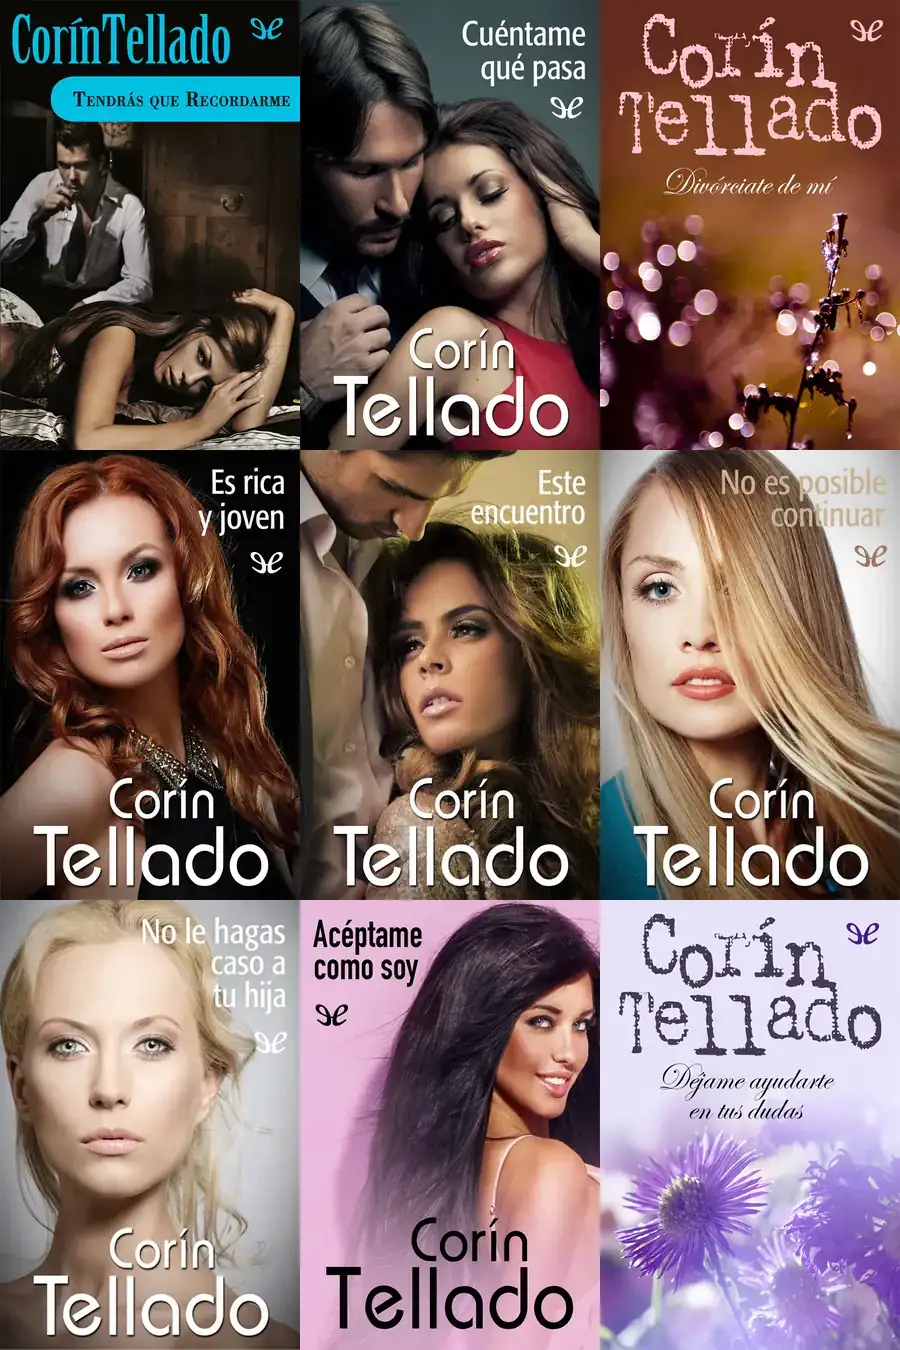 Corín Tellado
TENDRÁS QUE RECORDARME
Cuéntame
qué pasa
Corín
Tellado
Corín
Tellado
Divórciate de mí
Es rica
y joven
Corín
Tellado
Este
encuentro
Corín
Tellado
No es posible
continuar
Corín
Tellado
No le hagas
caso a
tu hija
Corín
Tellado
Acéptame
como soy
Corín
Tellado
Corín
Tellado
Déjame ayudarte
en tus dudas